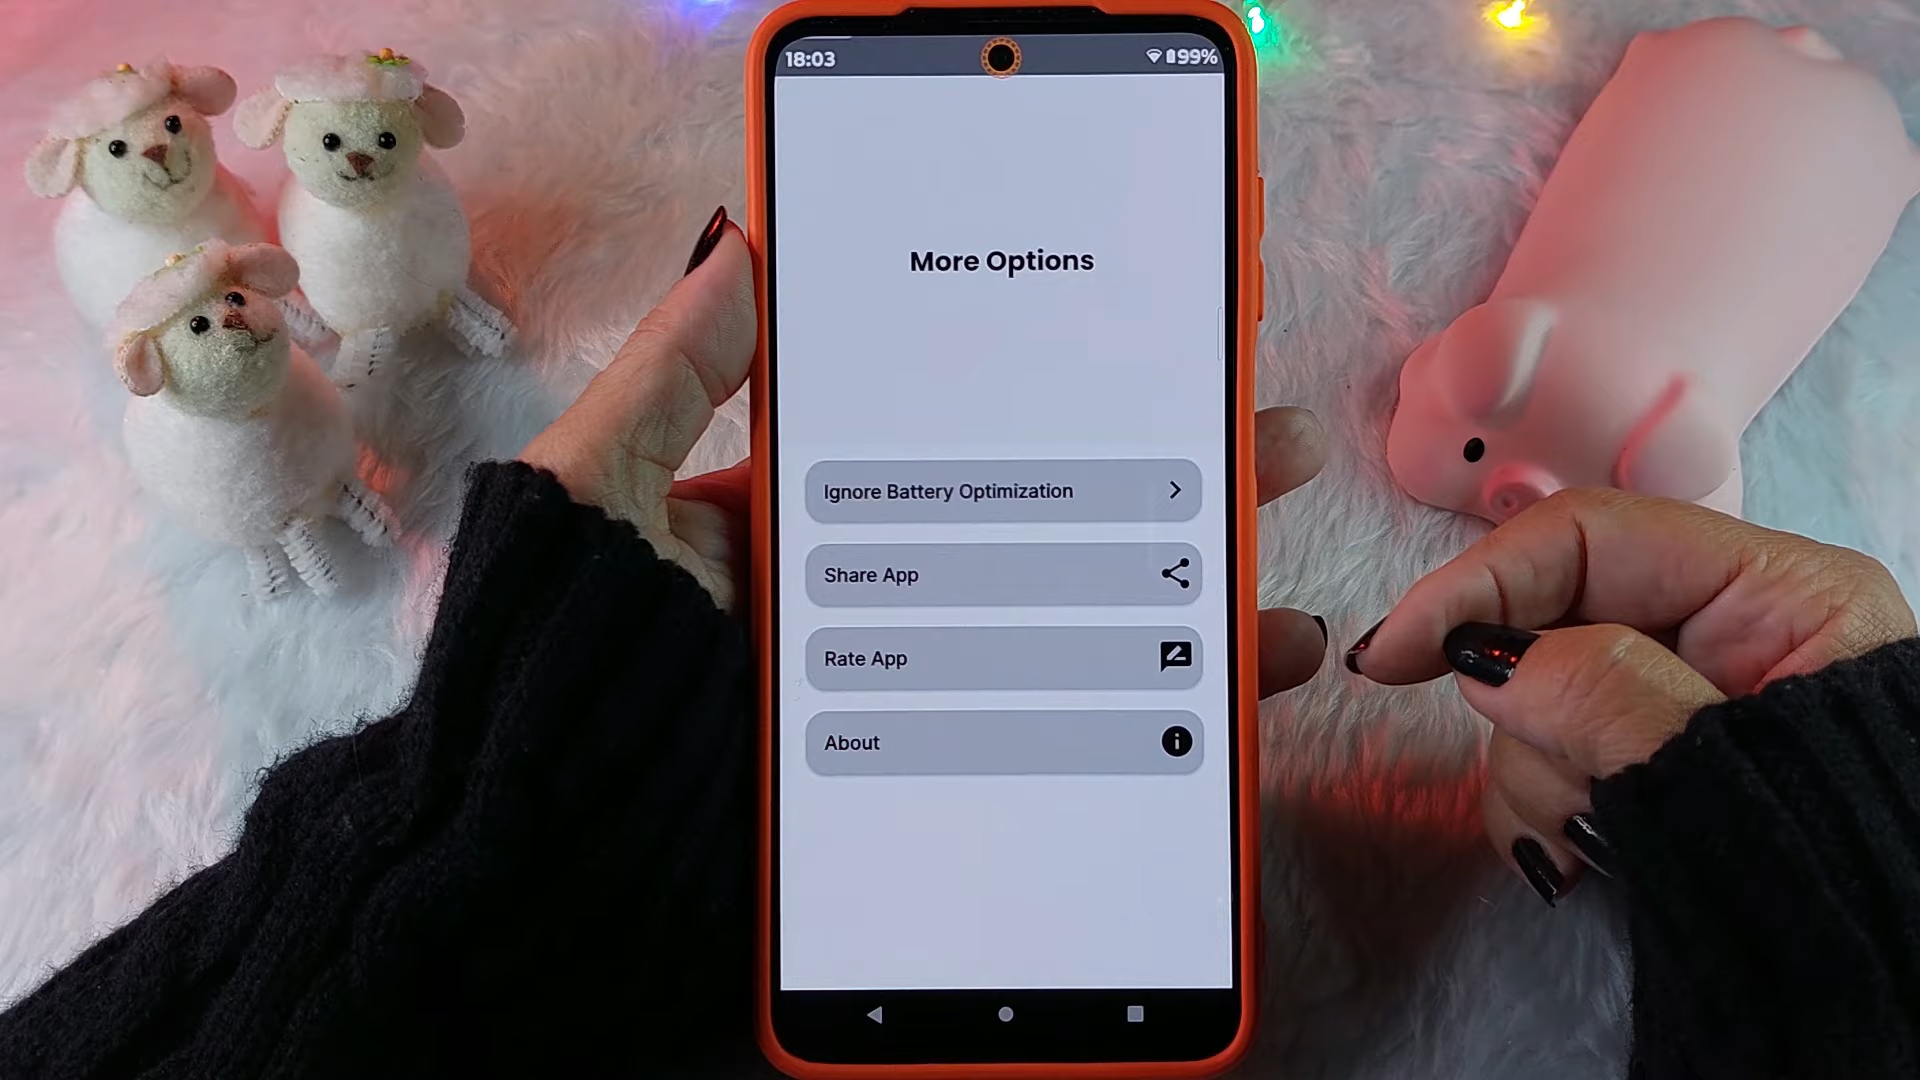 18:03
99%
More Options
Ignore Battery Optimization
Share App
Rate App
About